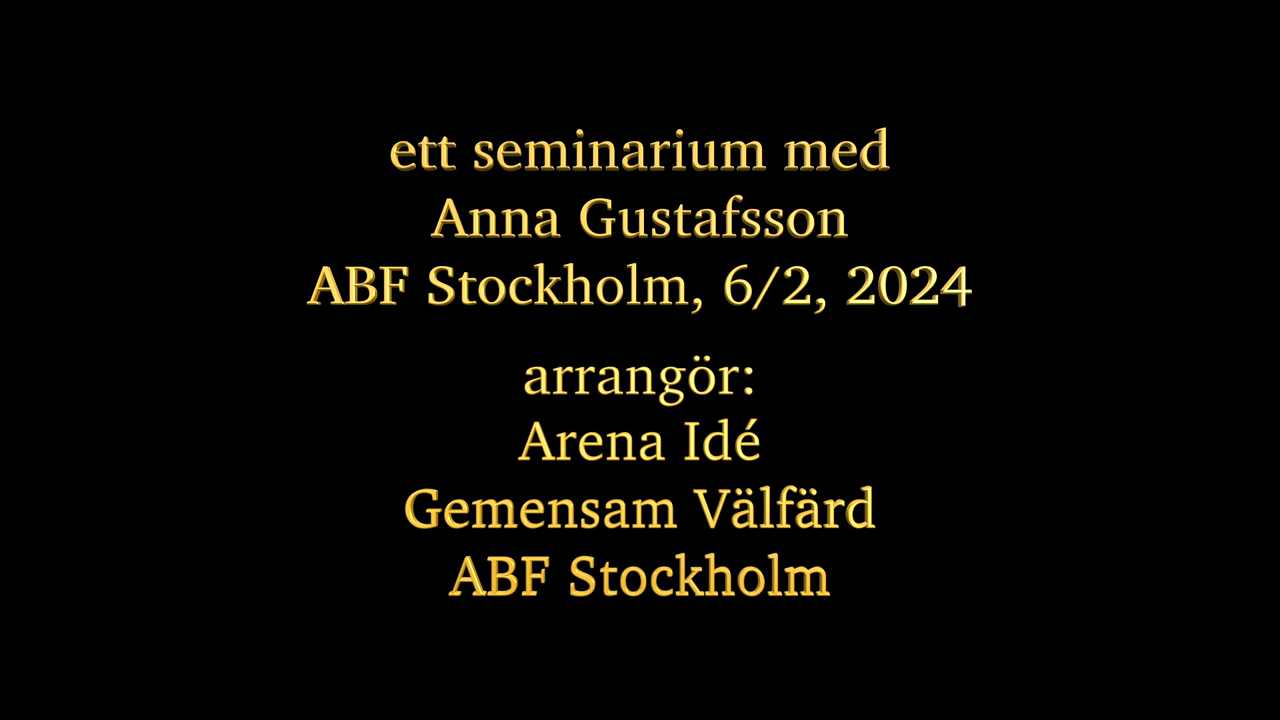 ett seminarium med
Anna Gustafsson
ABF Stockholm, 6/2, 2024
arrangör:
Arena Idé
Gemensam Välfärd
ABF Stockholm